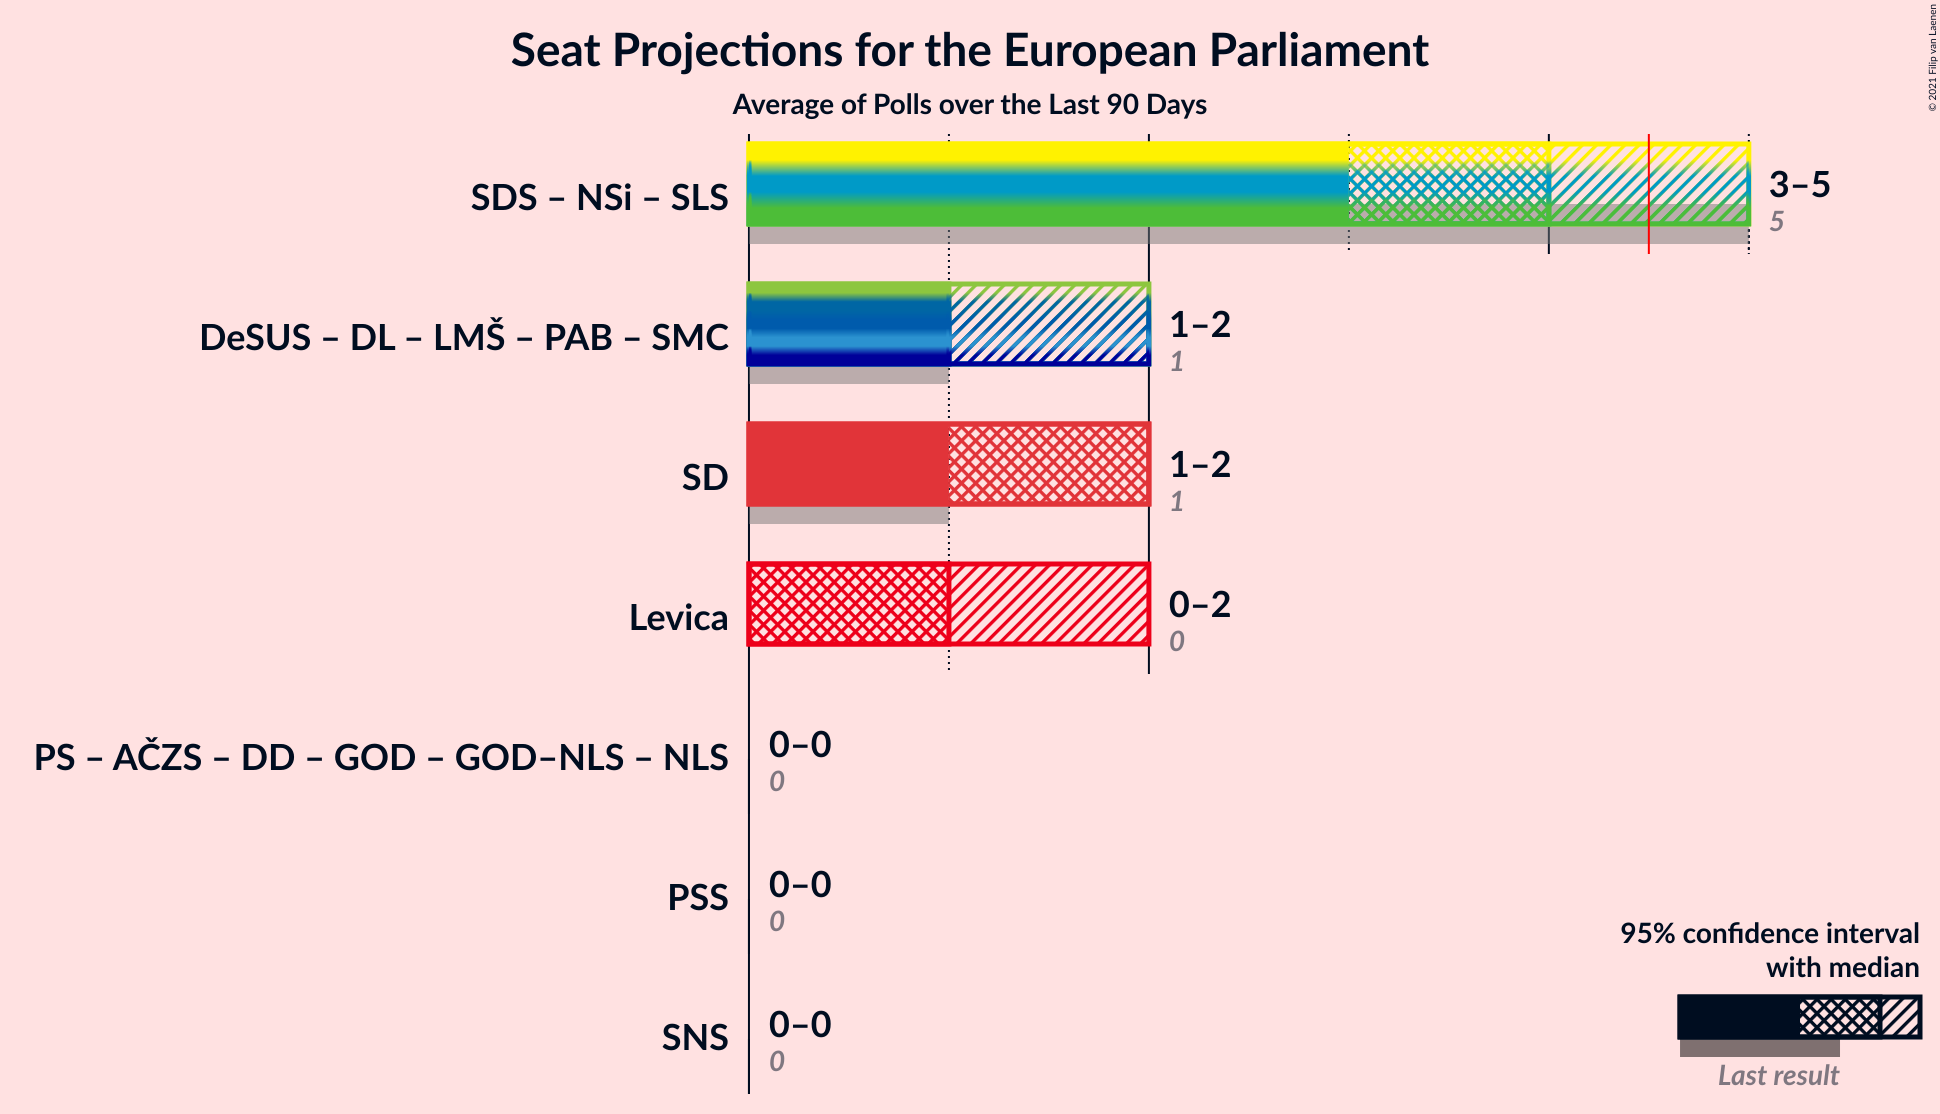 Seat Projections for the European Parliament
Average of Polls over the Last 90 Days
© 2021 Filip van Laenen
SDS – NSi – SLS
3–5
5
DeSUS – DL – LMŠ – PAB – SMC
1–2
1
SD
1–2
1
Levica
0–2
0
PS – AČZS – DD – GOD – GOD–NLS – NLS
0–0
0
PSS
0–0
0
SNS
0–0
0
95% confidence interval
with median
Last result